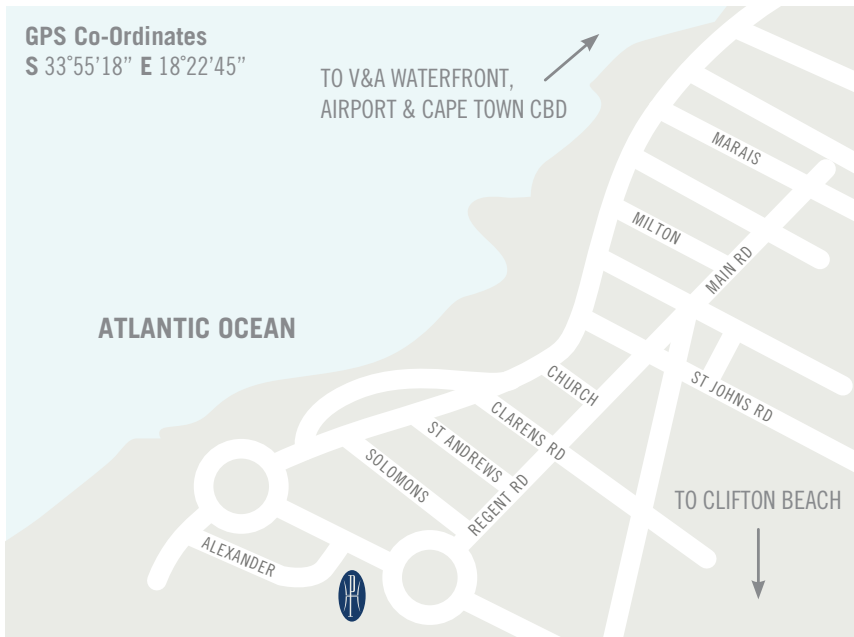 GPS Co-Ordinates
S 33°55'18” E 18°22'45”
TO V&A WATERFRONT,
AIRPORT & CAPE TOWN CBD
MARAIS
MILTON
MAIN RD
ATLANTIC OCEAN
CHURCH
ST JOHNS RD
CLARENS RD
ST ANDREWS
SOLOMONS
REGENT RD
TO CLIFTON BEACH
ALEXANDER